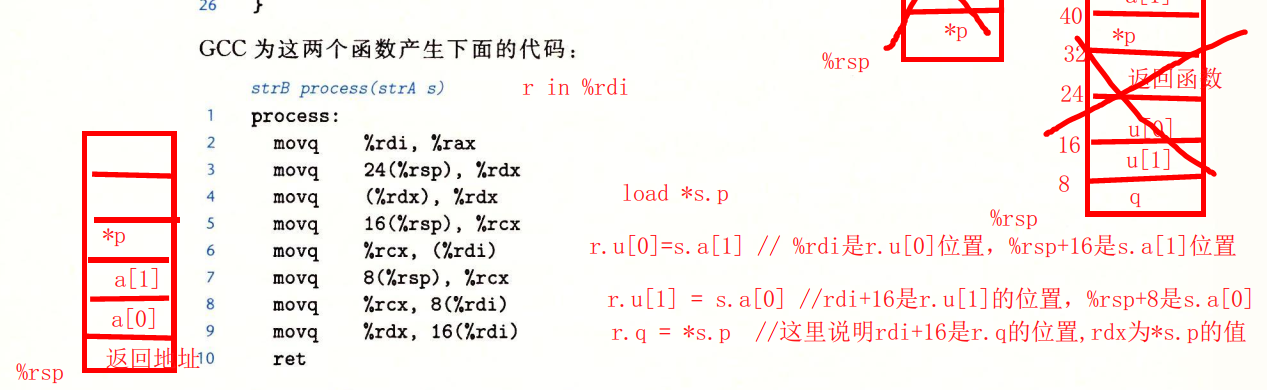 26 }
a[1]
40
*p
*p
GCC 为这两个函数产生下面的代码：
%rsp
32
返回函数
strB process(strA s)
r in %rdi
24
1 process:
u[0]
2 movq %rdi, %rax
16
u[1]
3 movq 24(%rsp), %rdx
8
4 movq (%rdx), %rdx
load *s.p
q
%rsp
5 movq 16(%rsp), %rcx
*p
6 movq %rcx, (%rdi)
r.u[0]=s.a[1] // %rdi是r.u[0]位置，%rsp+16是s.a[1]位置
7 movq 8(%rsp), %rcx
a[1]
8 movq %rcx, 8(%rdi)
r.u[1] = s.a[0] //rdi+16是r.u[1]的位置，%rsp+8是s.a[0]
a[0]
9 movq %rdx, 16(%rdi)
r.q = *s.p //这里说明rdi+16是r.q的位置,rdx为*s.p的值
返回地址
10 ret
%rsp